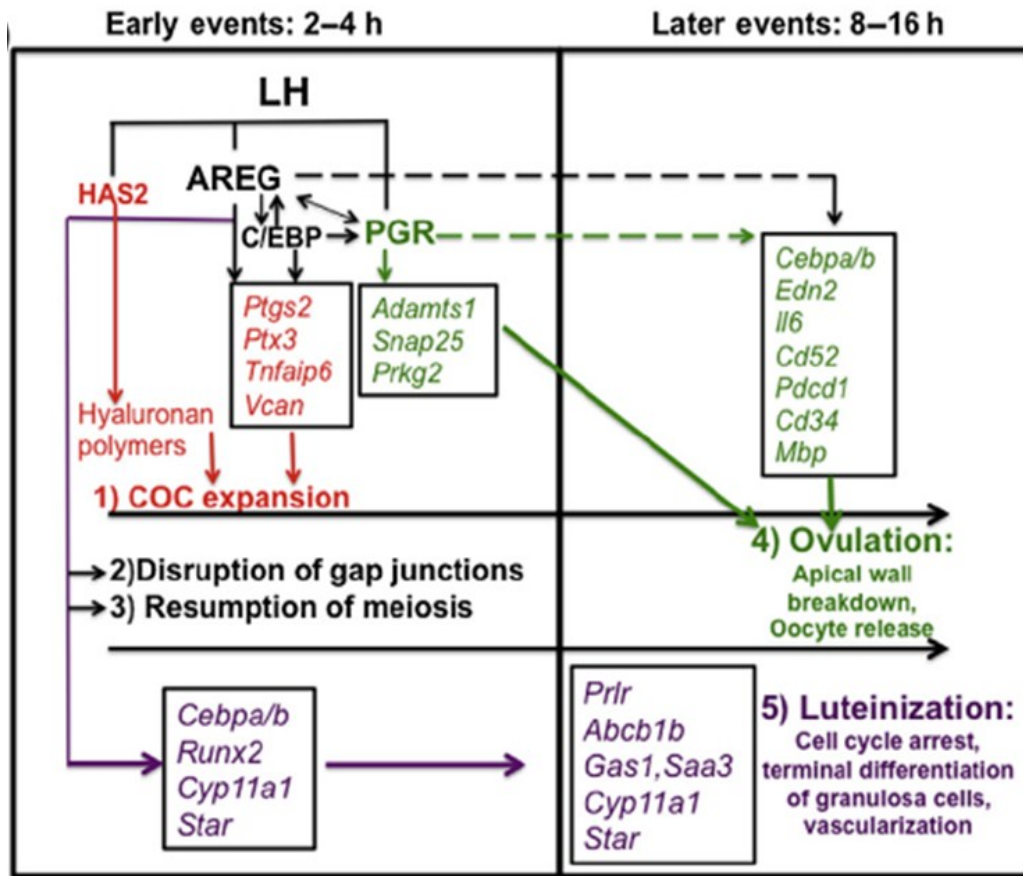 Early events: 2–4 h
Later events: 8–16 h
LH
AREG
HAS2
C/EBP
PGR
Ptgs2
Ptx3
Tnfaip6
Vcan
Adamts1
Snap25
Prkg2
Cebpa/b
Edn2
Il6
Cd52
Pdcd1
Cd34
Mbp
Hyaluronan
polymers
1) COC expansion
2)Disruption of gap junctions
3) Resumption of meiosis
4) Ovulation:
Apical wall
breakdown,
Oocyte release
Cebpa/b
Runx2
Cyp11a1
Star
Prlr
Abcb1b
Gas1,Saa3
Cyp11a1
Star
5) Luteinization:
Cell cycle arrest,
terminal differentiation
of granulosa cells,
vascularization